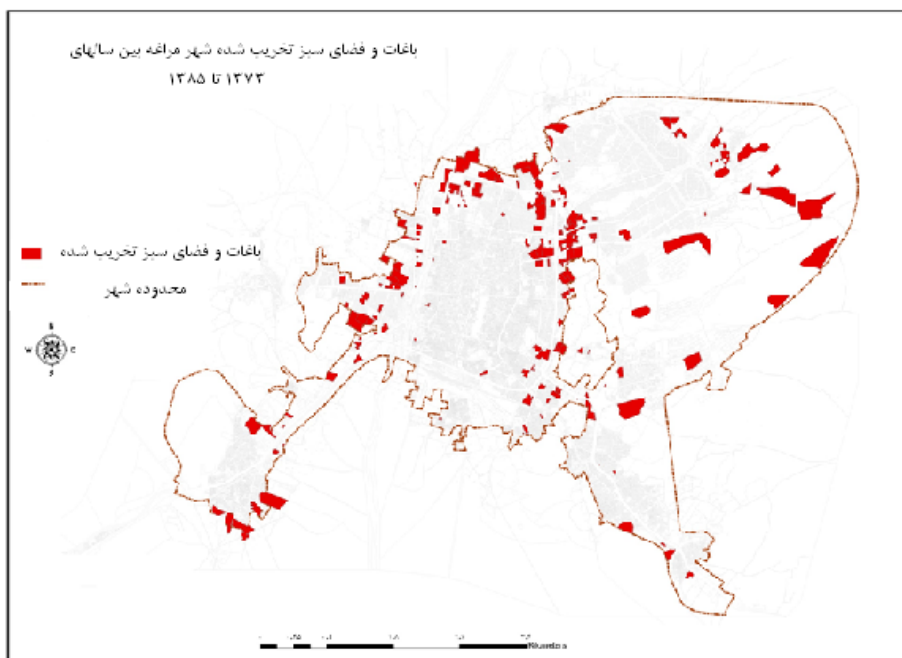 باغات و فضای سبز تخریب شده شهر مراغه بین سالهای
۱۳۷۳ تا ۱۳۸۵
باغات و فضای سبز تخریب شده
محدوده شهر